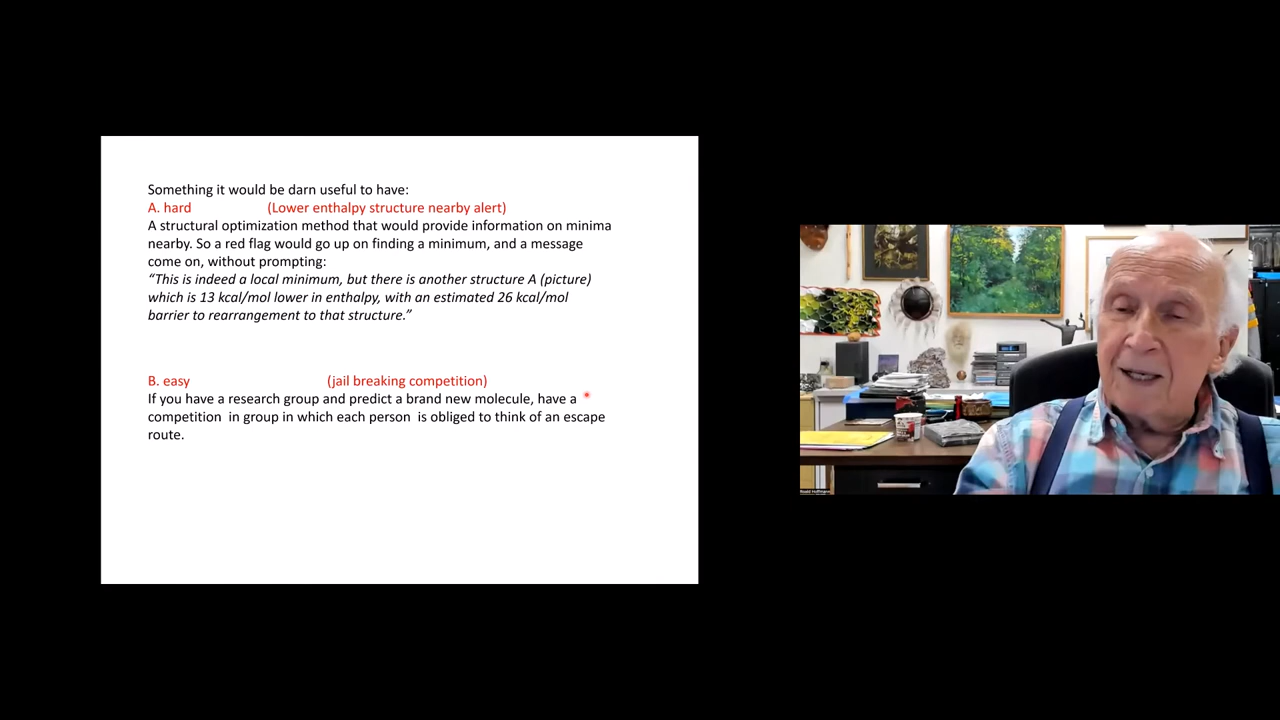 Something it would be darn useful to have:
A. hard (Lower enthalpy structure nearby alert)
A structural optimization method that would provide information on minima
nearby. So a red flag would go up on finding a minimum, and a message
come on, without prompting:
“This is indeed a local minimum, but there is another structure A (picture)
which is 13 kcal/mol lower in enthalpy, with an estimated 26 kcal/mol
barrier to rearrangement to that structure.”
B. easy (jail breaking competition)
If you have a research group and predict a brand new molecule, have a
competition in group in which each person is obliged to think of an escape
route.
Roald Hoffmann